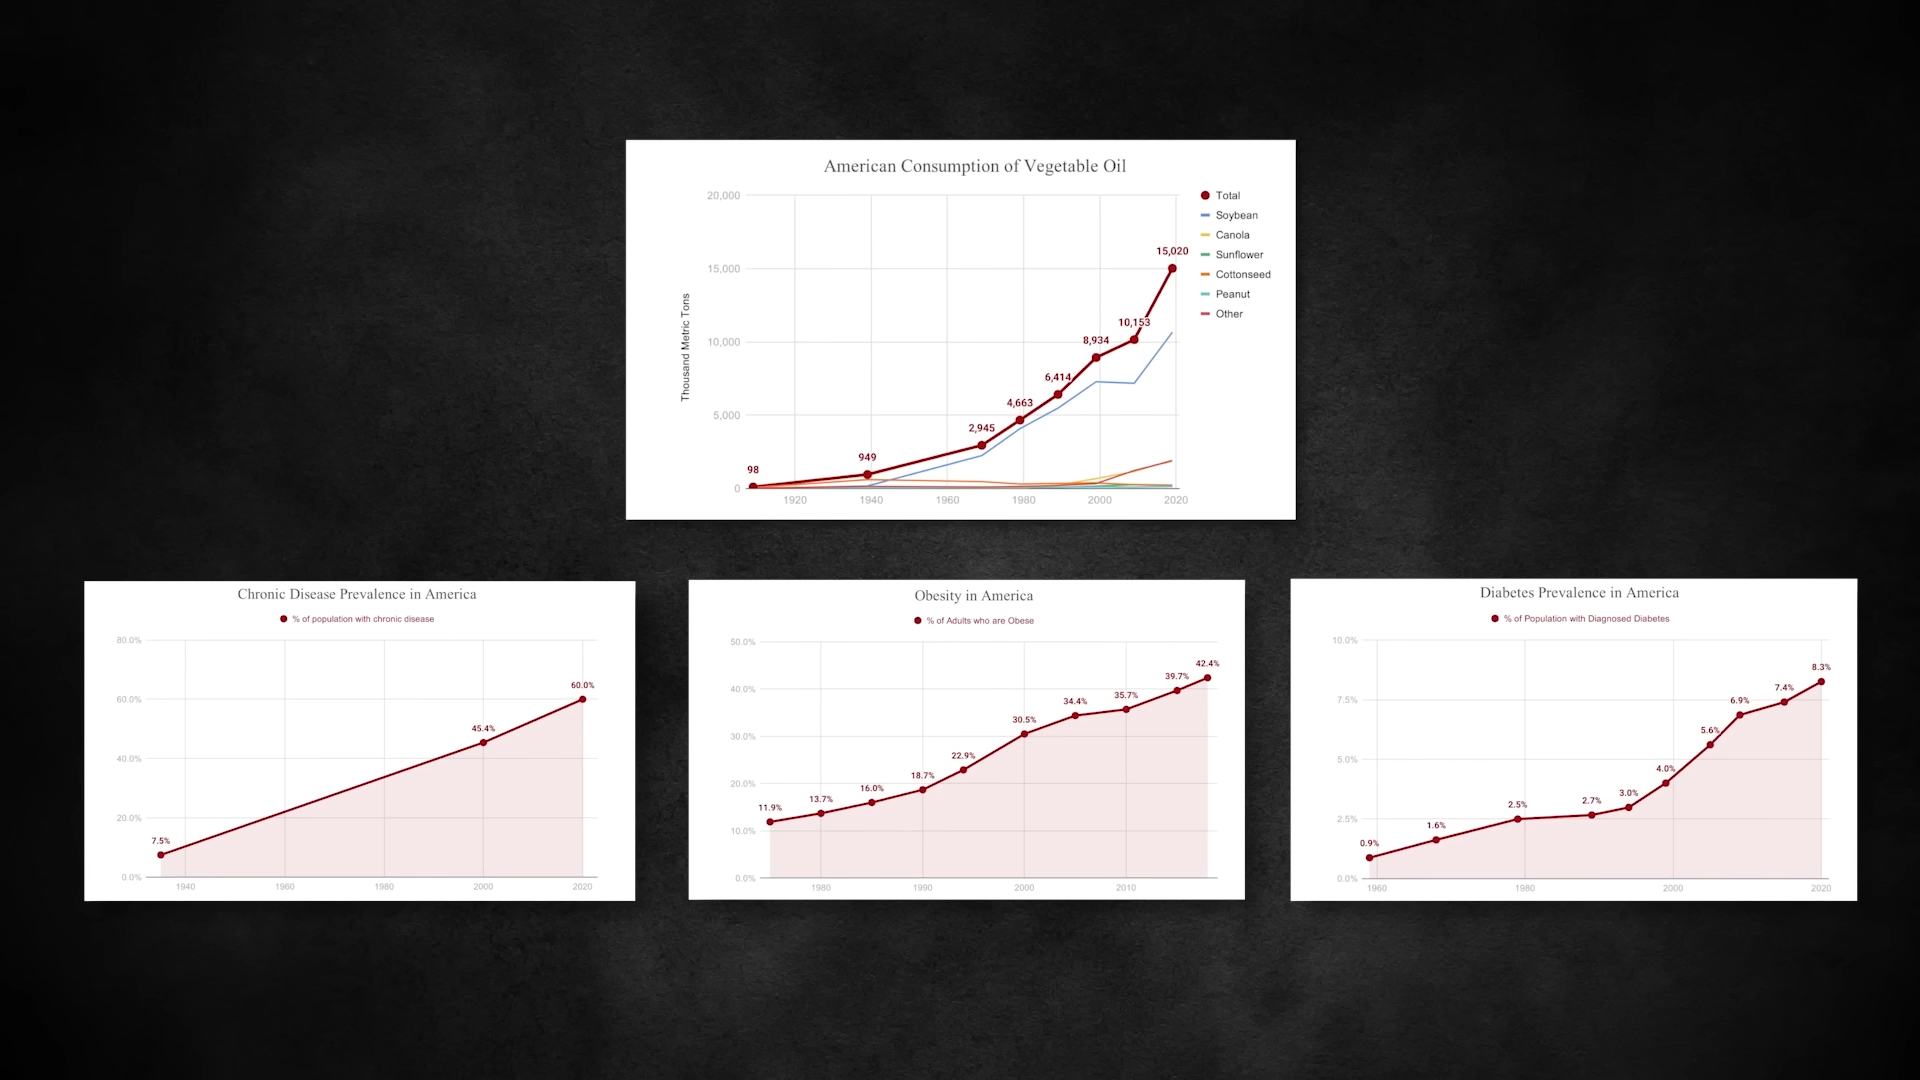 American Consumption of Vegetable Oil
Thousand Metric Tons
20,000
15,000
10,000
5,000
0
1920 1940 1960 1980 2000 2020
98
949
2,945
4,663
6,414
8,934
10,153
15,020
Total
Soybean
Canola
Sunflower
Cottonseed
Peanut
Other
Chronic Disease Prevalence in America
% of population with chronic disease
80.0%
60.0%
40.0%
20.0%
0.0%
1940 1960 1980 2000 2020
7.5%
45.4%
60.0%
Obesity in America
% of Adults who are Obese
50.0%
40.0%
30.0%
20.0%
10.0%
0.0%
1980 1990 2000 2010
11.9%
13.7%
16.0%
18.7%
22.9%
30.5%
34.4%
35.7%
39.7%
42.4%
Diabetes Prevalence in America
% of Population with Diagnosed Diabetes
10.0%
7.5%
5.0%
2.5%
0.0%
1960 1980 2000 2020
0.9%
1.6%
2.5%
2.7%
3.0%
4.0%
5.6%
6.9%
7.4%
8.3%